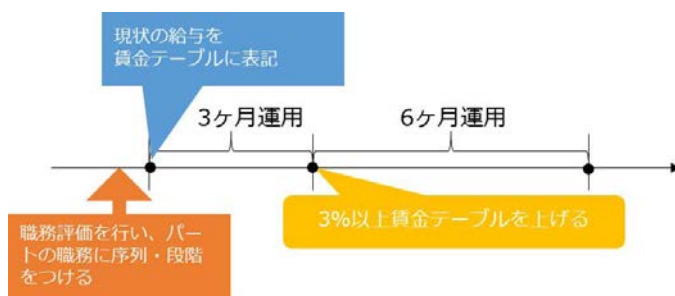 現状の給与を
賃金テーブルに表記
3ヶ月運用
6ヶ月運用
3%以上賃金テーブルを上げる
職務評価を行い、パー
トの職務に序列・段階
をつける